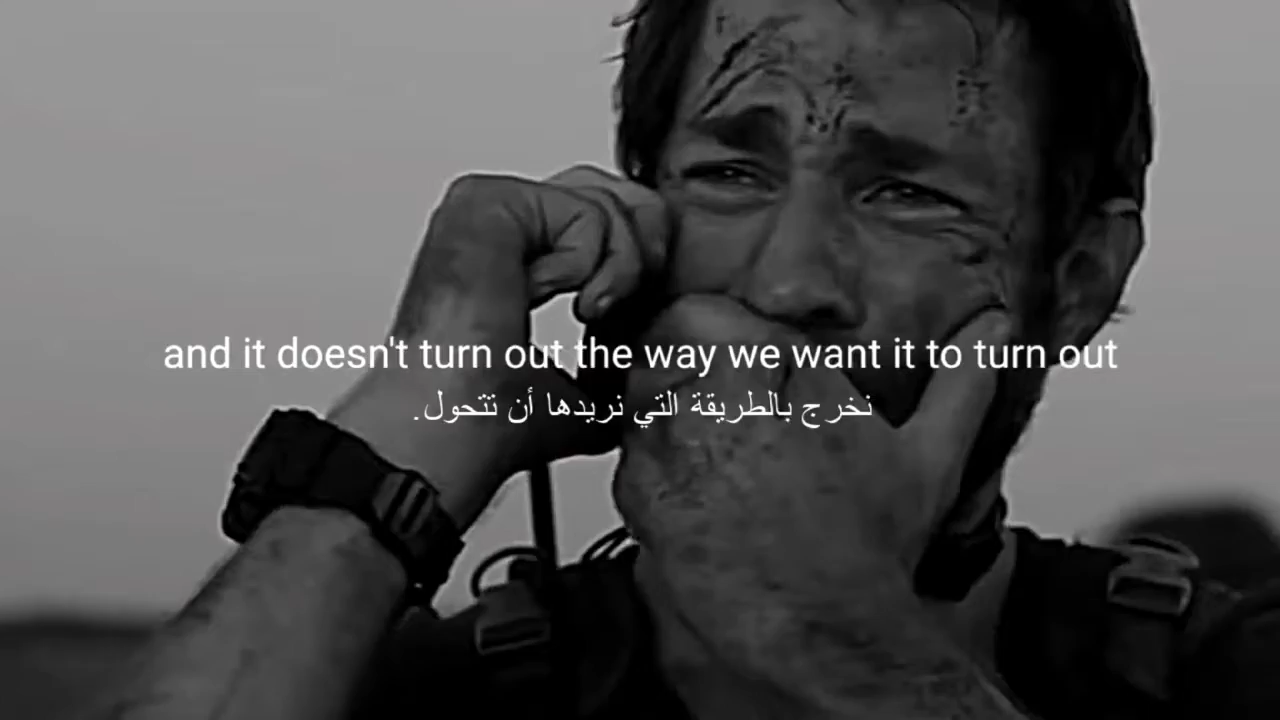 and it doesn't turn out the way we want it to turn out
نخرج بالطريقة التي نريدها أن تتحول.